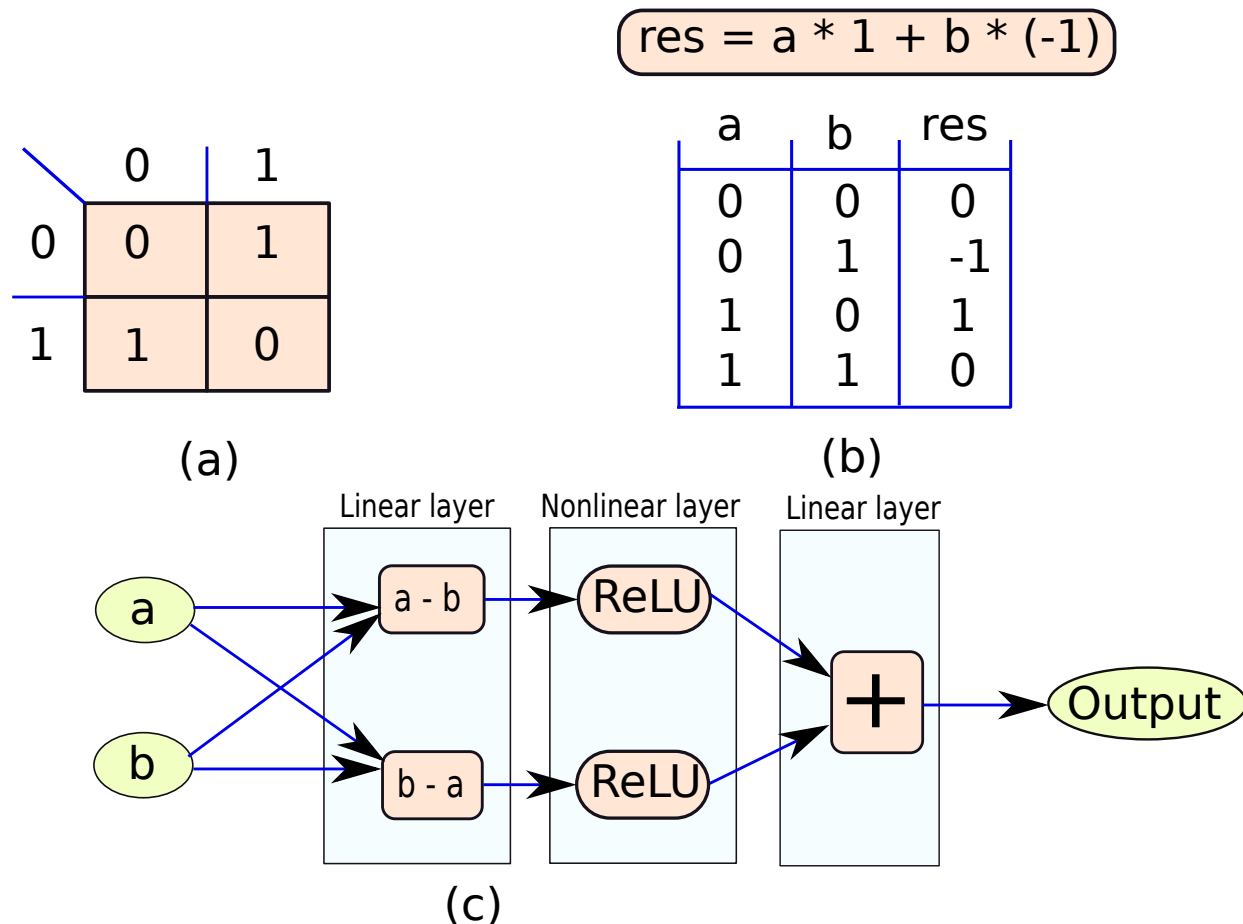 res = a * 1 + b * (-1)
0 1
0 0 1
1 1 0
(a)
a b res
0 0 0
0 1 -1
1 0 1
1 1 0
(b)
Linear layer Nonlinear layer Linear layer
a
a - b
ReLU
+
Output
b
b - a
ReLU
(c)